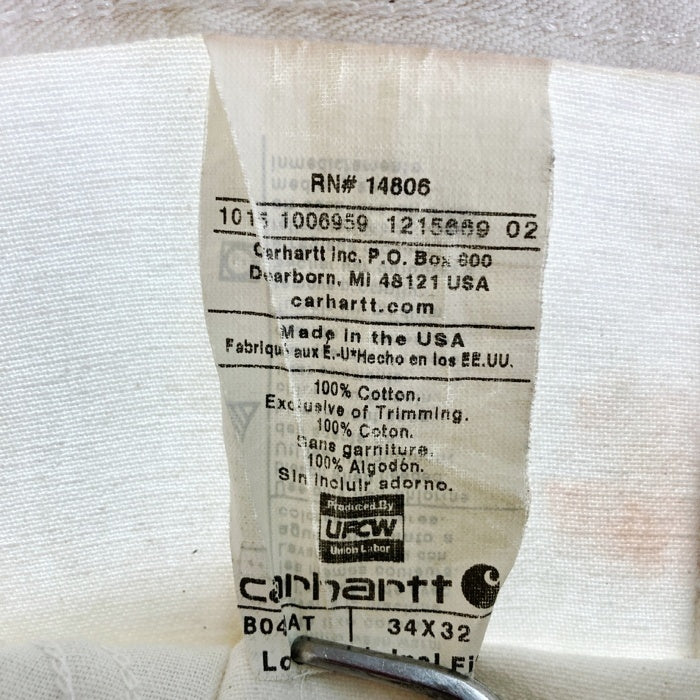 RN# 14806
1015 1006959 1215669 02
Carhartt Inc. P.O. Box 600
Dearborn, MI 48121 USA
carhartt.com
Made in the USA
Fabriqué aux É.-U*Hecho en los EE.UU.
100% Cotton.
Exclusive of Trimming.
100% Coton.
Sans garniture.
100% Algodón.
Sin incluir adorno.
Produced By
UFCW
Union Labor
carhartt
B04 AT | 34X32